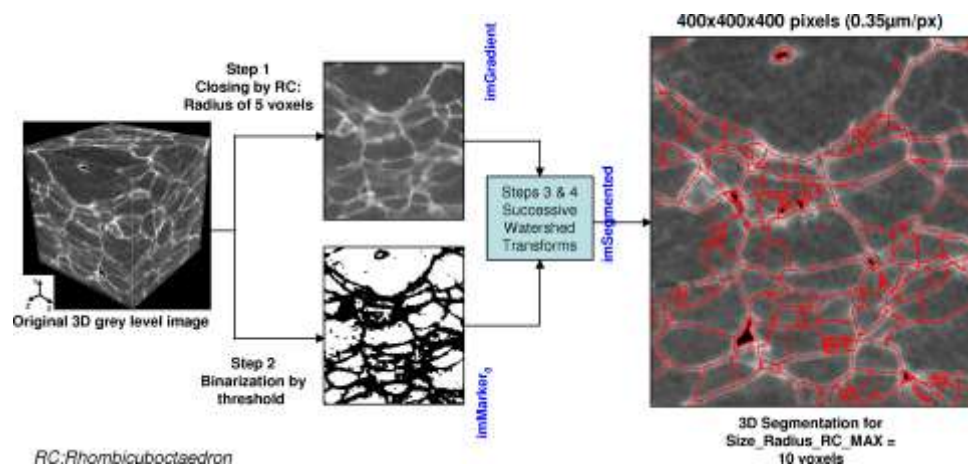 400x400x400 pixels (0.35µm/px)
Step 1
Closing by RC:
Radius of 5 voxels
imGradient
Steps 3 & 4
Successive
Watershed
Transforms
imSegmented
Original 3D grey level image
Step 2
Binarization by
threshold
imMarker₀
3D Segmentation for
Size_Radius_RC_MAX =
10 voxels
RC:Rhombicuboctaedron